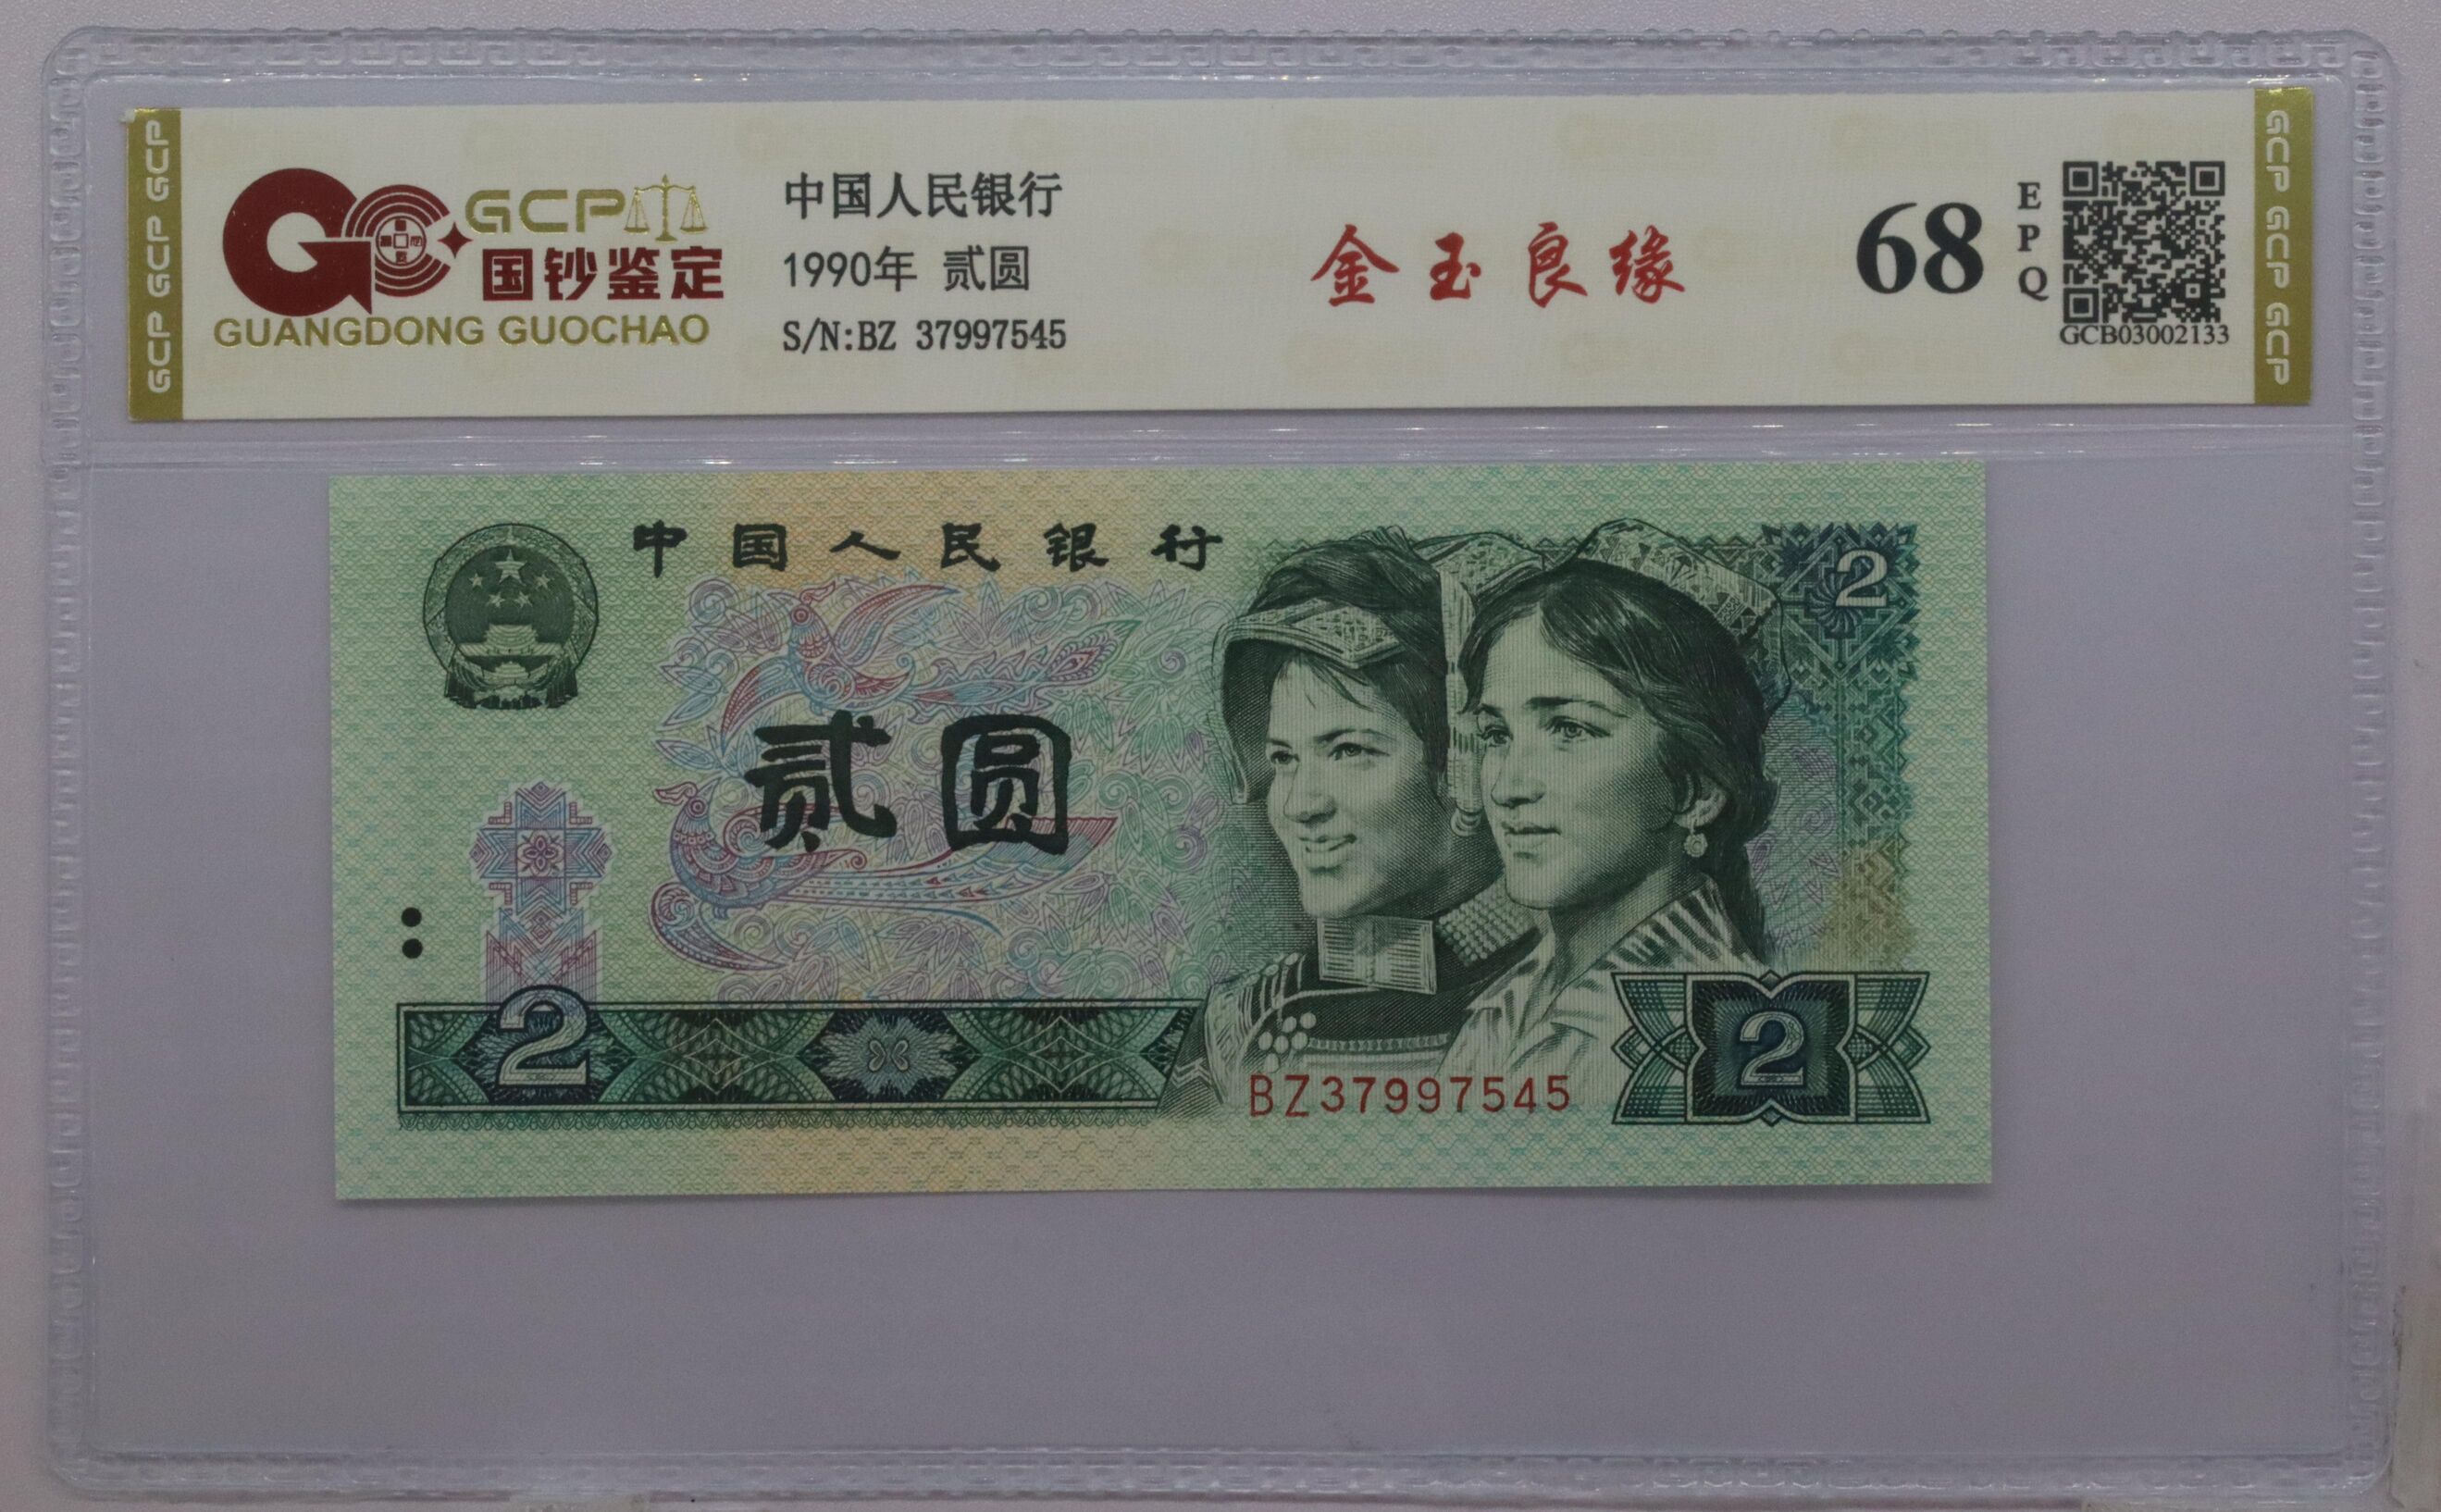 GCP GCP GCP
GCP
国钞鉴定
GUANGDONG GUOCHAO
中国人民银行
1990年 贰圆
S/N:BZ 37997545
金玉良缘
68
EPQ
GCB03002133
GCP GCP GCP
中国人民银行
2
贰圆
2
2
BZ37997545